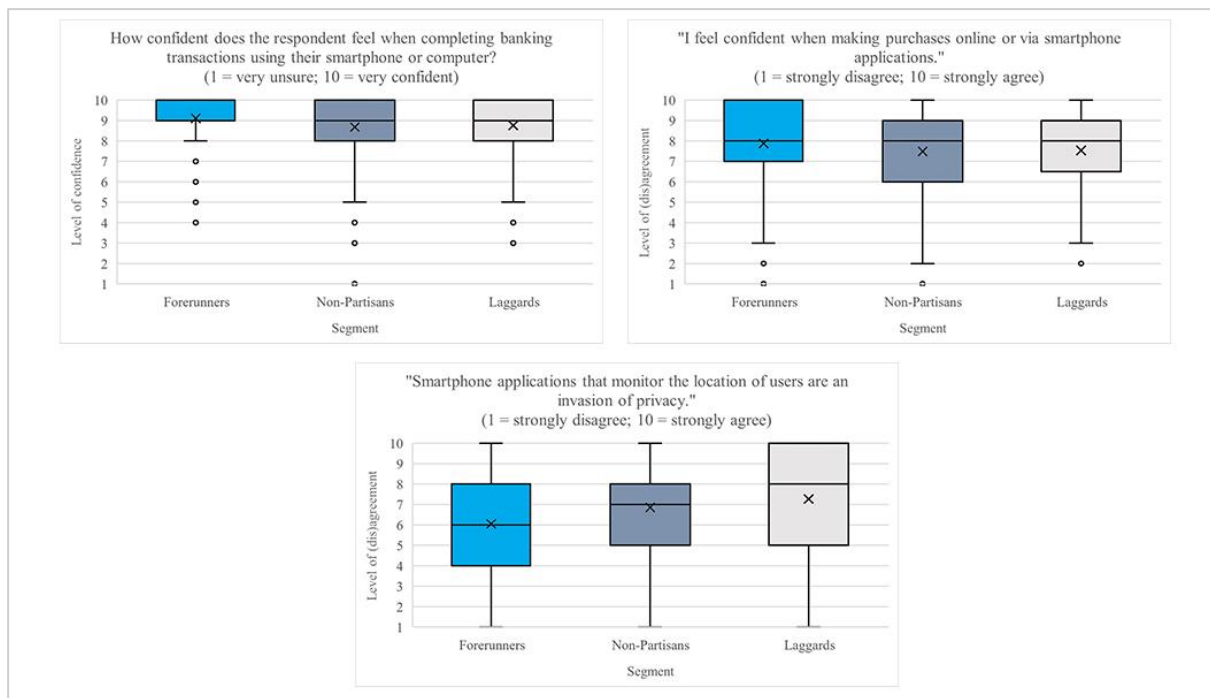 How confident does the respondent feel when completing banking
transactions using their smartphone or computer?
(1 = very unsure; 10 = very confident)
Level of confidence
10
9
8
7
6
5
4
3
2
1
Forerunners
Non-Partisans
Laggards
Segment
"I feel confident when making purchases online or via smartphone
applications."
(1 = strongly disagree; 10 = strongly agree)
Level of (dis)agreement
10
9
8
7
6
5
4
3
2
1
Forerunners
Non-Partisans
Laggards
Segment
"Smartphone applications that monitor the location of users are an
invasion of privacy."
(1 = strongly disagree; 10 = strongly agree)
Level of (dis)agreement
10
9
8
7
6
5
4
3
2
1
Forerunners
Non-Partisans
Laggards
Segment